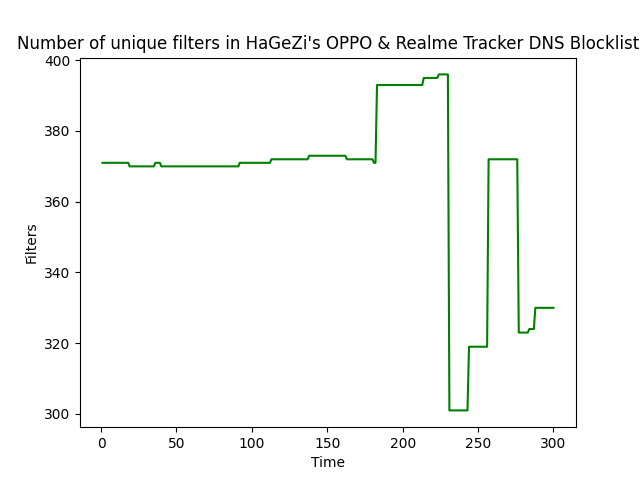 Number of unique filters in HaGeZi's OPPO & Realme Tracker DNS Blocklist
400
380
360
340
320
300
Filters
0 50 100 150 200 250 300
Time